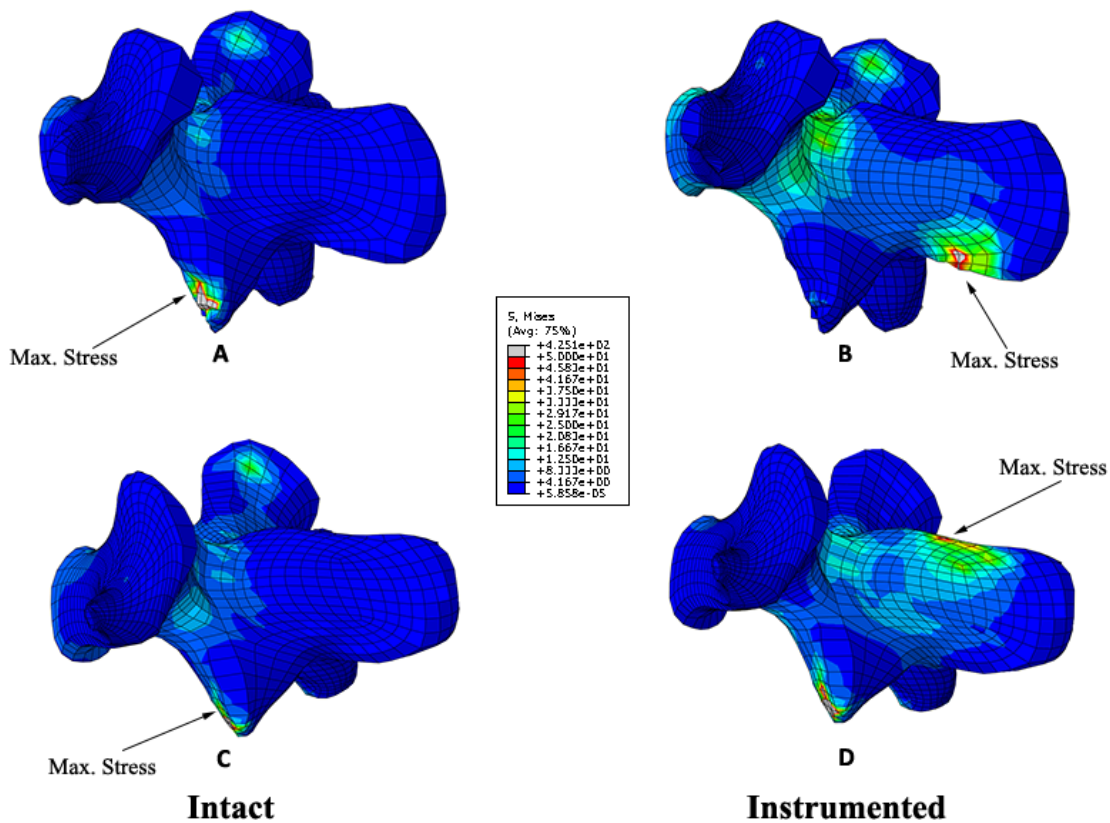 Max. Stress
A
Max. Stress
B
S, Mises
(Avg: 75%)
+4.251e+02
+5.000e+01
+4.583e+01
+4.167e+01
+3.750e+01
+3.333e+01
+2.917e+01
+2.500e+01
+2.083e+01
+1.667e+01
+1.250e+01
+8.333e+00
+4.167e+00
+5.858e-05
Max. Stress
Max. Stress
C
D
Intact
Instrumented